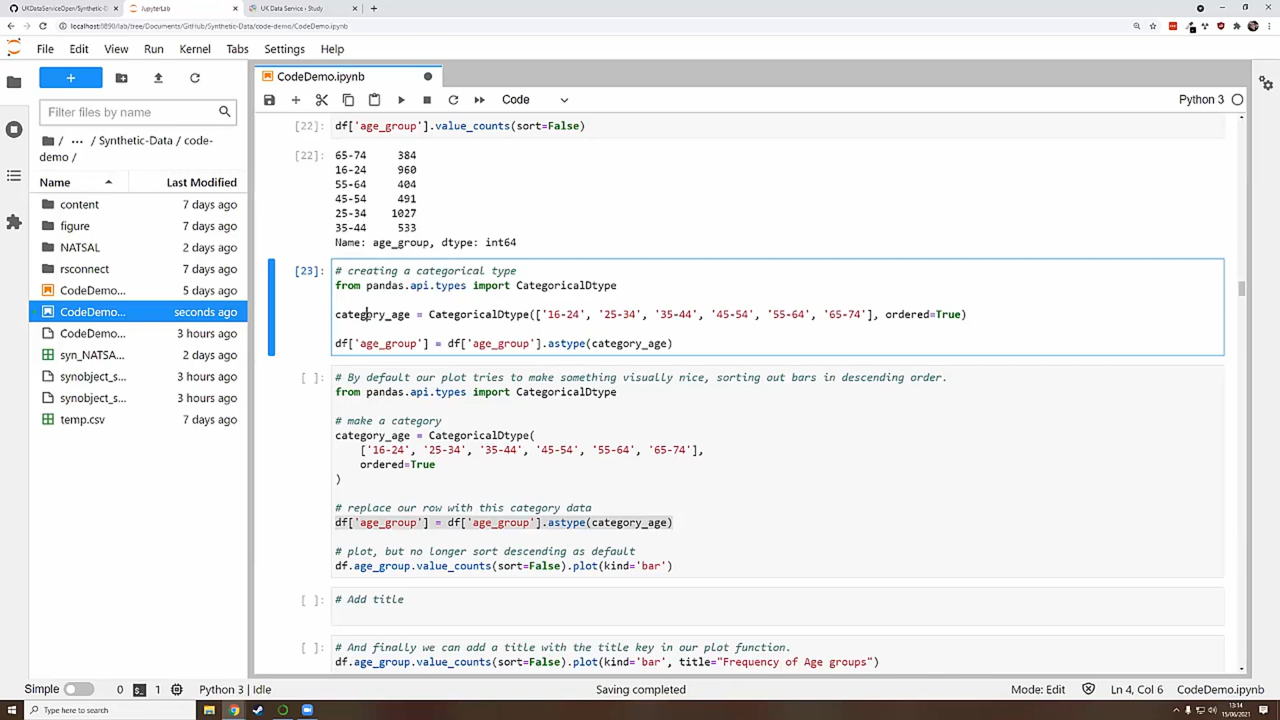 UKDataServiceOpen/Synthetic-D
JupyterLab
UK Data Service › Study
localhost:8890/lab/tree/Documents/GitHub/Synthetic-Data/code-demo/CodeDemo.ipynb
File Edit View Run Kernel Tabs Settings Help
CodeDemo.ipynb
Filter files by name
Code
Python 3
/ ... / Synthetic-Data / code-
demo /
Name Last Modified
content 7 days ago
figure 7 days ago
NATSAL 2 days ago
rsconnect 7 days ago
CodeDemo... 5 days ago
CodeDemo... seconds ago
CodeDemo... 3 hours ago
syn_NATSA... 2 days ago
synobject_s... 3 hours ago
synobject_s... 3 hours ago
temp.csv 7 days ago
[22]: df['age_group'].value_counts(sort=False)
[22]: 65-74 384
16-24 960
55-64 404
45-54 491
25-34 1027
35-44 533
Name: age_group, dtype: int64
[23]: # creating a categorical type
from pandas.api.types import CategoricalDtype
category_age = CategoricalDtype(['16-24', '25-34', '35-44', '45-54', '55-64', '65-74'], ordered=True)
df['age_group'] = df['age_group'].astype(category_age)
[ ]: # By default our plot tries to make something visually nice, sorting out bars in descending order.
from pandas.api.types import CategoricalDtype
# make a category
category_age = CategoricalDtype(
['16-24', '25-34', '35-44', '45-54', '55-64', '65-74'],
ordered=True
)
# replace our row with this category data
df['age_group'] = df['age_group'].astype(category_age)
# plot, but no longer sort descending as default
df.age_group.value_counts(sort=False).plot(kind='bar')
[ ]: # Add title
[ ]: # And finally we can add a title with the title key in our plot function.
df.age_group.value_counts(sort=False).plot(kind='bar', title="Frequency of Age groups")
Simple 0 1 Python 3 | Idle Saving completed Mode: Edit Ln 4, Col 6 CodeDemo.ipynb
Type here to search
13:14
15/06/2021